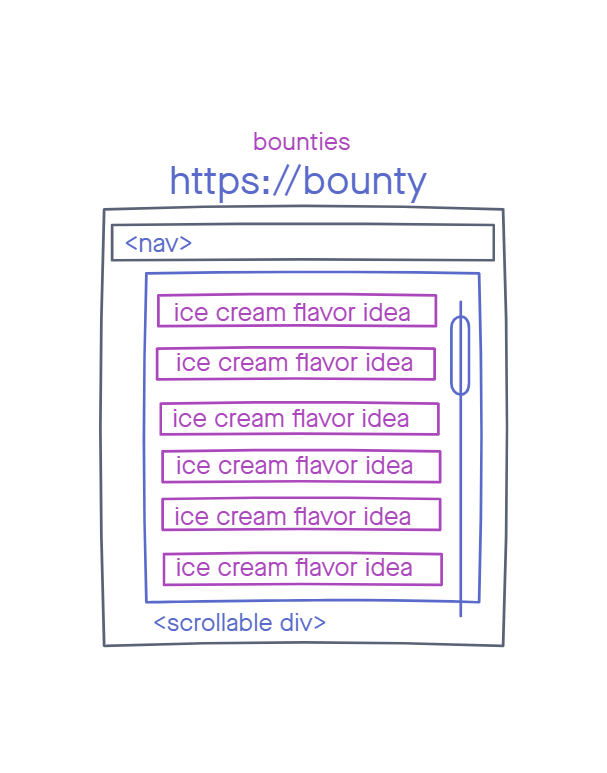 bounties
https://bounty
<nav>
ice cream flavor idea
ice cream flavor idea
ice cream flavor idea
ice cream flavor idea
ice cream flavor idea
ice cream flavor idea
<scrollable div>